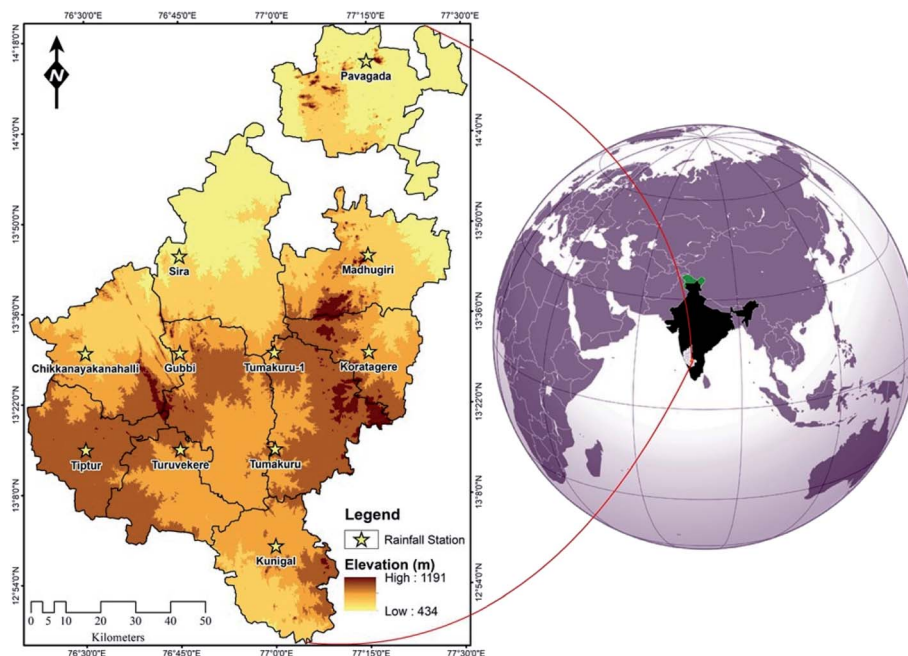 76°30'0"E 76°45'0"E 77°0'0"E 77°15'0"E 77°30'0"E
14°18'0"N
14°4'0"N
13°50'0"N
13°36'0"N
13°22'0"N
13°8'0"N
12°54'0"N
N
Pavagada
Sira
Madhugiri
Chikkanayakanahalli
Gubbi
Tumakuru-1
Koratagere
Tiptur
Turuvekere
Tumakuru
Kunigal
Legend
Rainfall Station
Elevation (m)
High : 1191
Low : 434
0 5 10 20 30 40 50
Kilometers
14°18'0"N
14°4'0"N
13°50'0"N
13°36'0"N
13°22'0"N
13°8'0"N
12°54'0"N
76°30'0"E 76°45'0"E 77°0'0"E 77°15'0"E 77°30'0"E